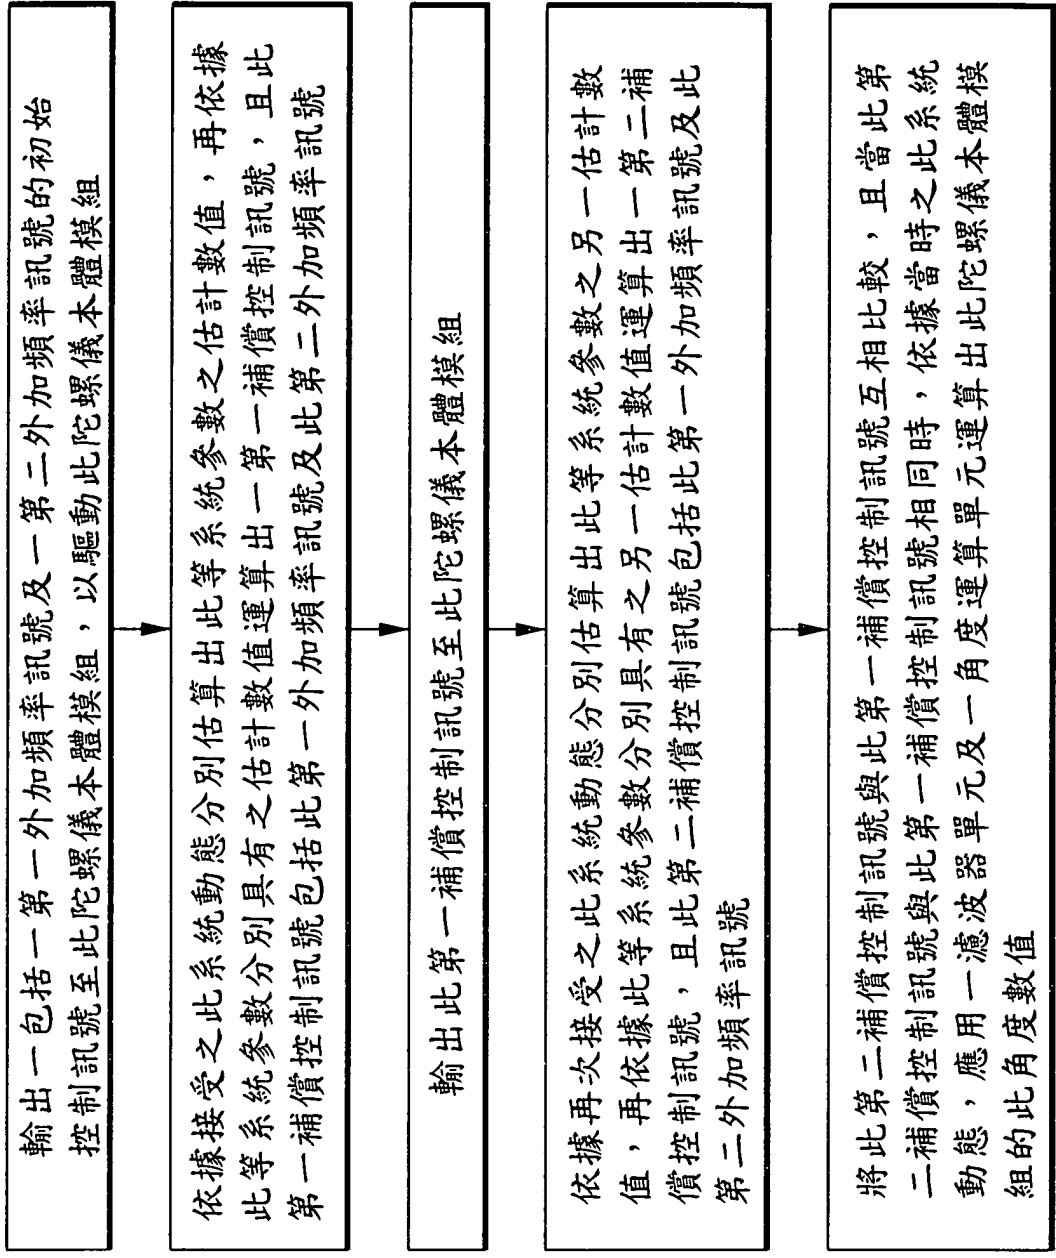 輸出一包括一第一外加頻率訊號及一第二外加頻率訊號的初始
控制訊號至此陀螺儀本體模組，以驅動此陀螺儀本體模組
依據接受之此系統動態分別估算出此等系統參數之估計數值，再依據
此等系統參數分別具有之估計數值運算出一第一補償控制訊號，且此
第一補償控制訊號包括此第一外加頻率訊號及此第二外加頻率訊號
輸出此第一補償控制訊號至此陀螺儀本體模組
依據再次接受之此系統動態分別估算出此等系統參數之另一估計數
值，再依據此等系統參數分別具有之另一估計數值運算出一第二補
償控制訊號，且此第二補償控制訊號包括此第一外加頻率訊號及此
第二外加頻率訊號
將此第二補償控制訊號與此第一補償控制訊號互相比較，且當此第
二補償控制訊號與此第一補償控制訊號相同時，依據當時之此系統
動態，應用一濾波器單元及一角度運算單元運算出此陀螺儀本體模
組的此角度數值